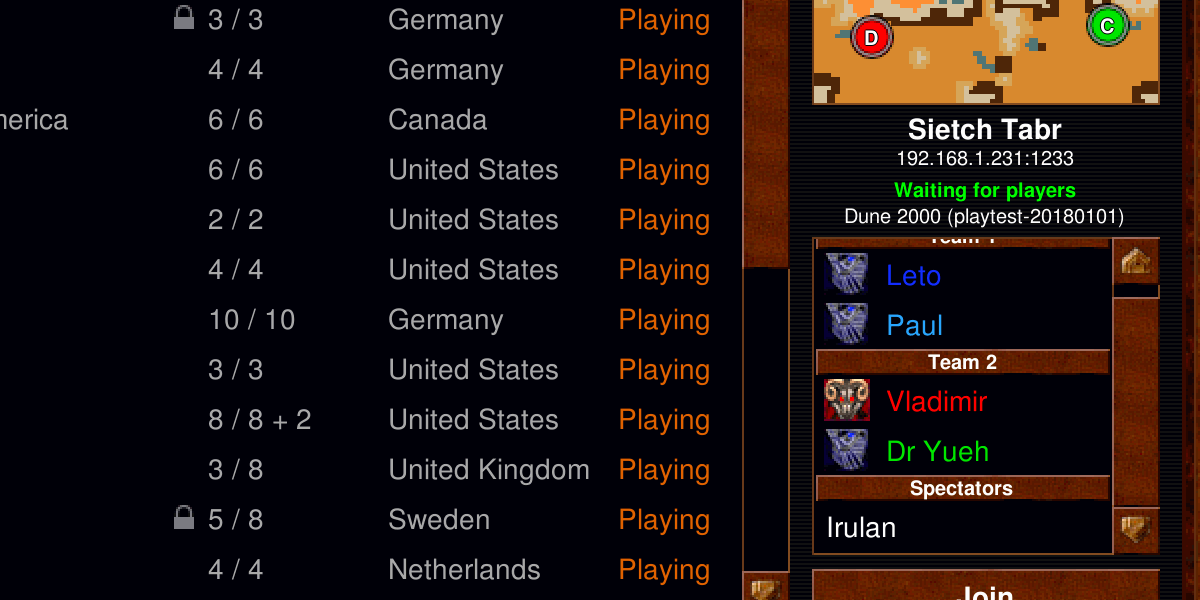 3 / 3 Germany Playing
4 / 4 Germany Playing
nerica 6 / 6 Canada Playing
6 / 6 United States Playing
2 / 2 United States Playing
4 / 4 United States Playing
10 / 10 Germany Playing
3 / 3 United States Playing
8 / 8 + 2 United States Playing
3 / 8 United Kingdom Playing
5 / 8 Sweden Playing
4 / 4 Netherlands Playing
D
C
Sietch Tabr
192.168.1.231:1233
Waiting for players
Dune 2000 (playtest-20180101)
Team 1
Leto
Paul
Team 2
Vladimir
Dr Yueh
Spectators
Irulan
Join